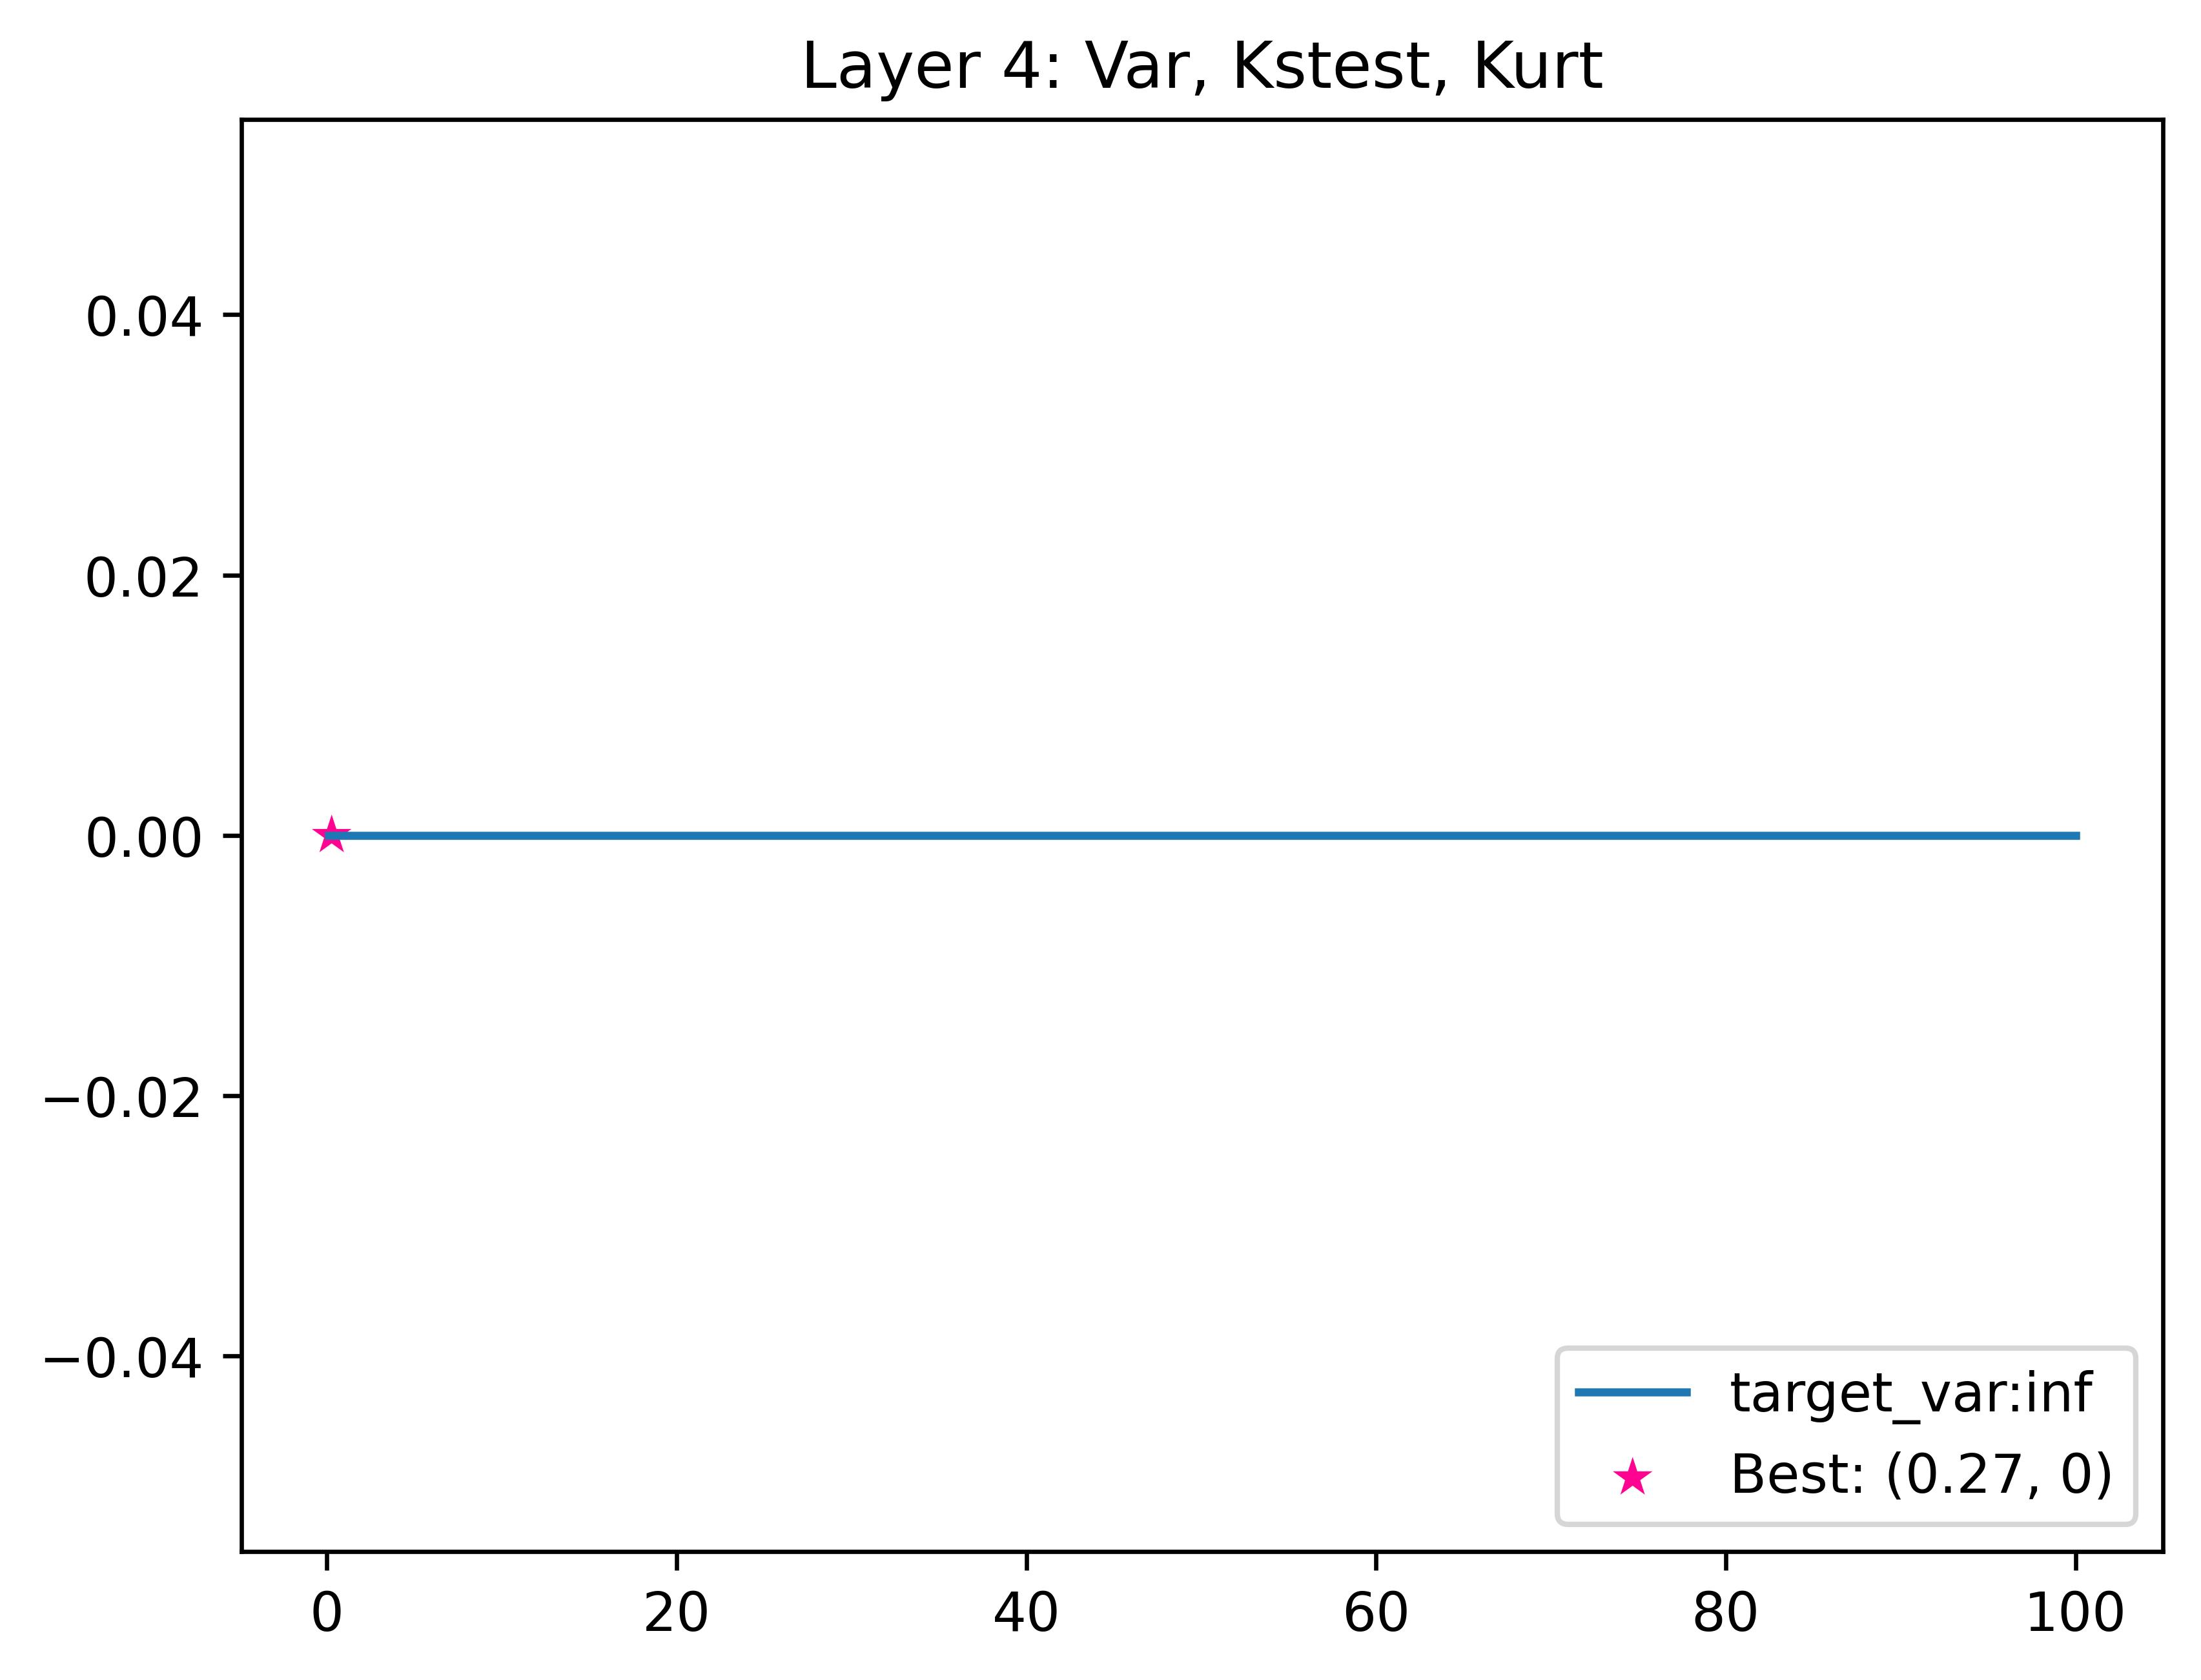 Layer 4: Var, Kstest, Kurt
0.04
0.02
0.00
−0.02
−0.04
target_var:inf
Best: (0.27, 0)
0 20 40 60 80 100